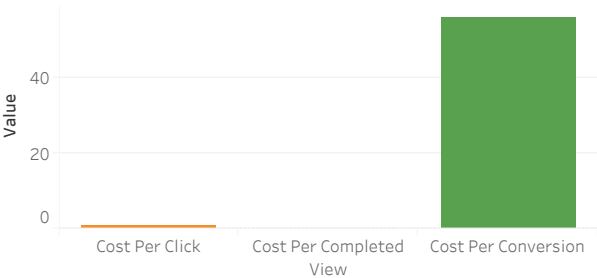 Value
40
20
0
Cost Per Click
Cost Per Completed
View
Cost Per Conversion